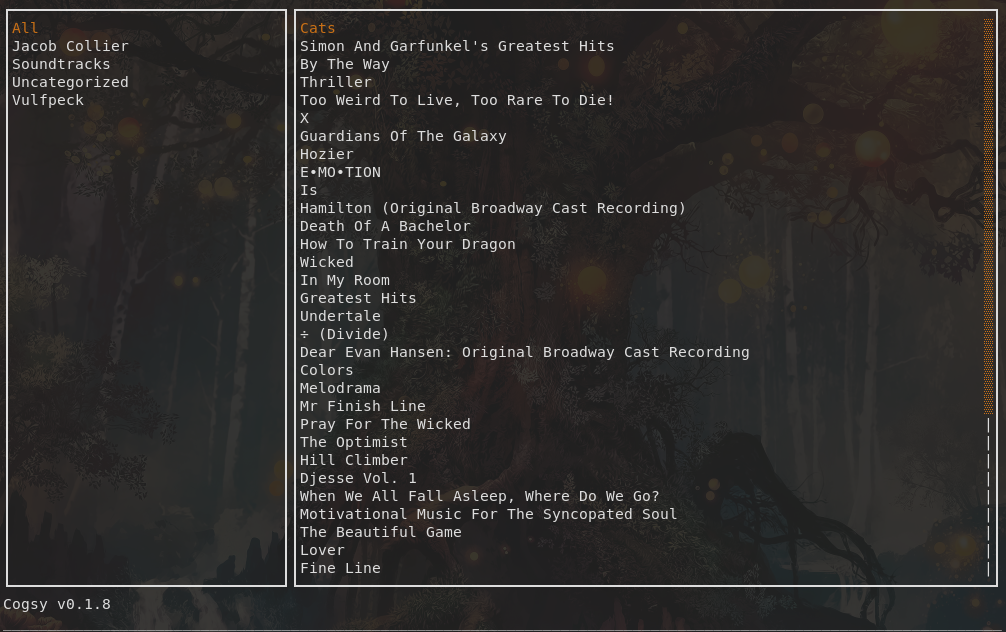 All
Jacob Collier
Soundtracks
Uncategorized
Vulfpeck
Cats
Simon And Garfunkel's Greatest Hits
By The Way
Thriller
Too Weird To Live, Too Rare To Die!
X
Guardians Of The Galaxy
Hozier
E•MO•TION
Is
Hamilton (Original Broadway Cast Recording)
Death Of A Bachelor
How To Train Your Dragon
Wicked
In My Room
Greatest Hits
Undertale
÷ (Divide)
Dear Evan Hansen: Original Broadway Cast Recording
Colors
Melodrama
Mr Finish Line
Pray For The Wicked
The Optimist
Hill Climber
Djesse Vol. 1
When We All Fall Asleep, Where Do We Go?
Motivational Music For The Syncopated Soul
The Beautiful Game
Lover
Fine Line
Cogsy v0.1.8